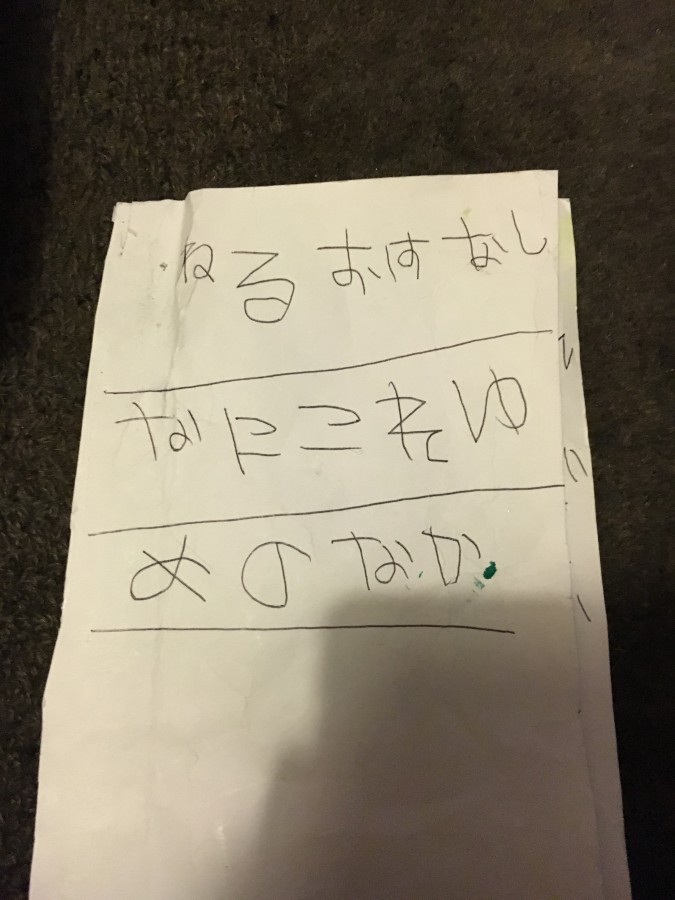 ねる おはなし
なにこれゆ
めのなか